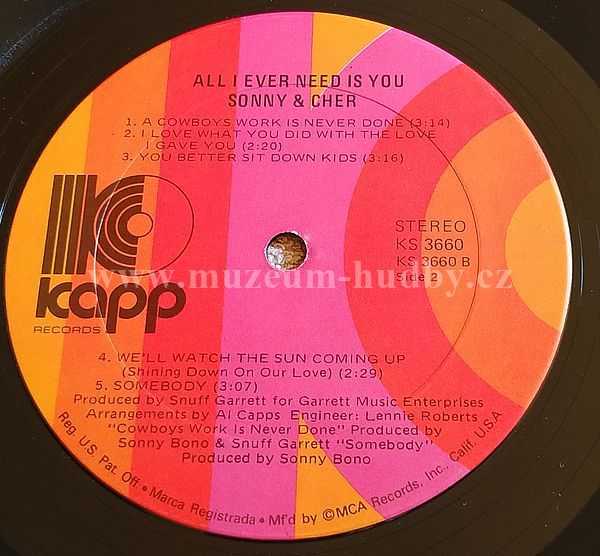 ALL I EVER NEED IS YOU
SONNY & CHER
1. A COWBOYS WORK IS NEVER DONE (3:14)
2. I LOVE WHAT YOU DID WITH THE LOVE
I GAVE YOU (2:20)
3. YOU BETTER SIT DOWN KIDS (3:16)
STEREO
KS 3660
KS 3660 B
Side 2
www.muzeum-hudby.cz
kapp
RECORDS
4. WE'LL WATCH THE SUN COMING UP
(Shining Down On Our Love) (2:29)
5. SOMEBODY (3:07)
Produced by Snuff Garrett for Garrett Music Enterprises
Arrangements by Al Capps Engineer: Lennie Roberts
"Cowboys Work Is Never Done" Produced by
Sonny Bono & Snuff Garrett "Somebody"
Produced by Sonny Bono
Reg. U.S. Pat. Off. • Marca Registrada • Mf'd by ©MCA Records, Inc., Calif. U.S.A